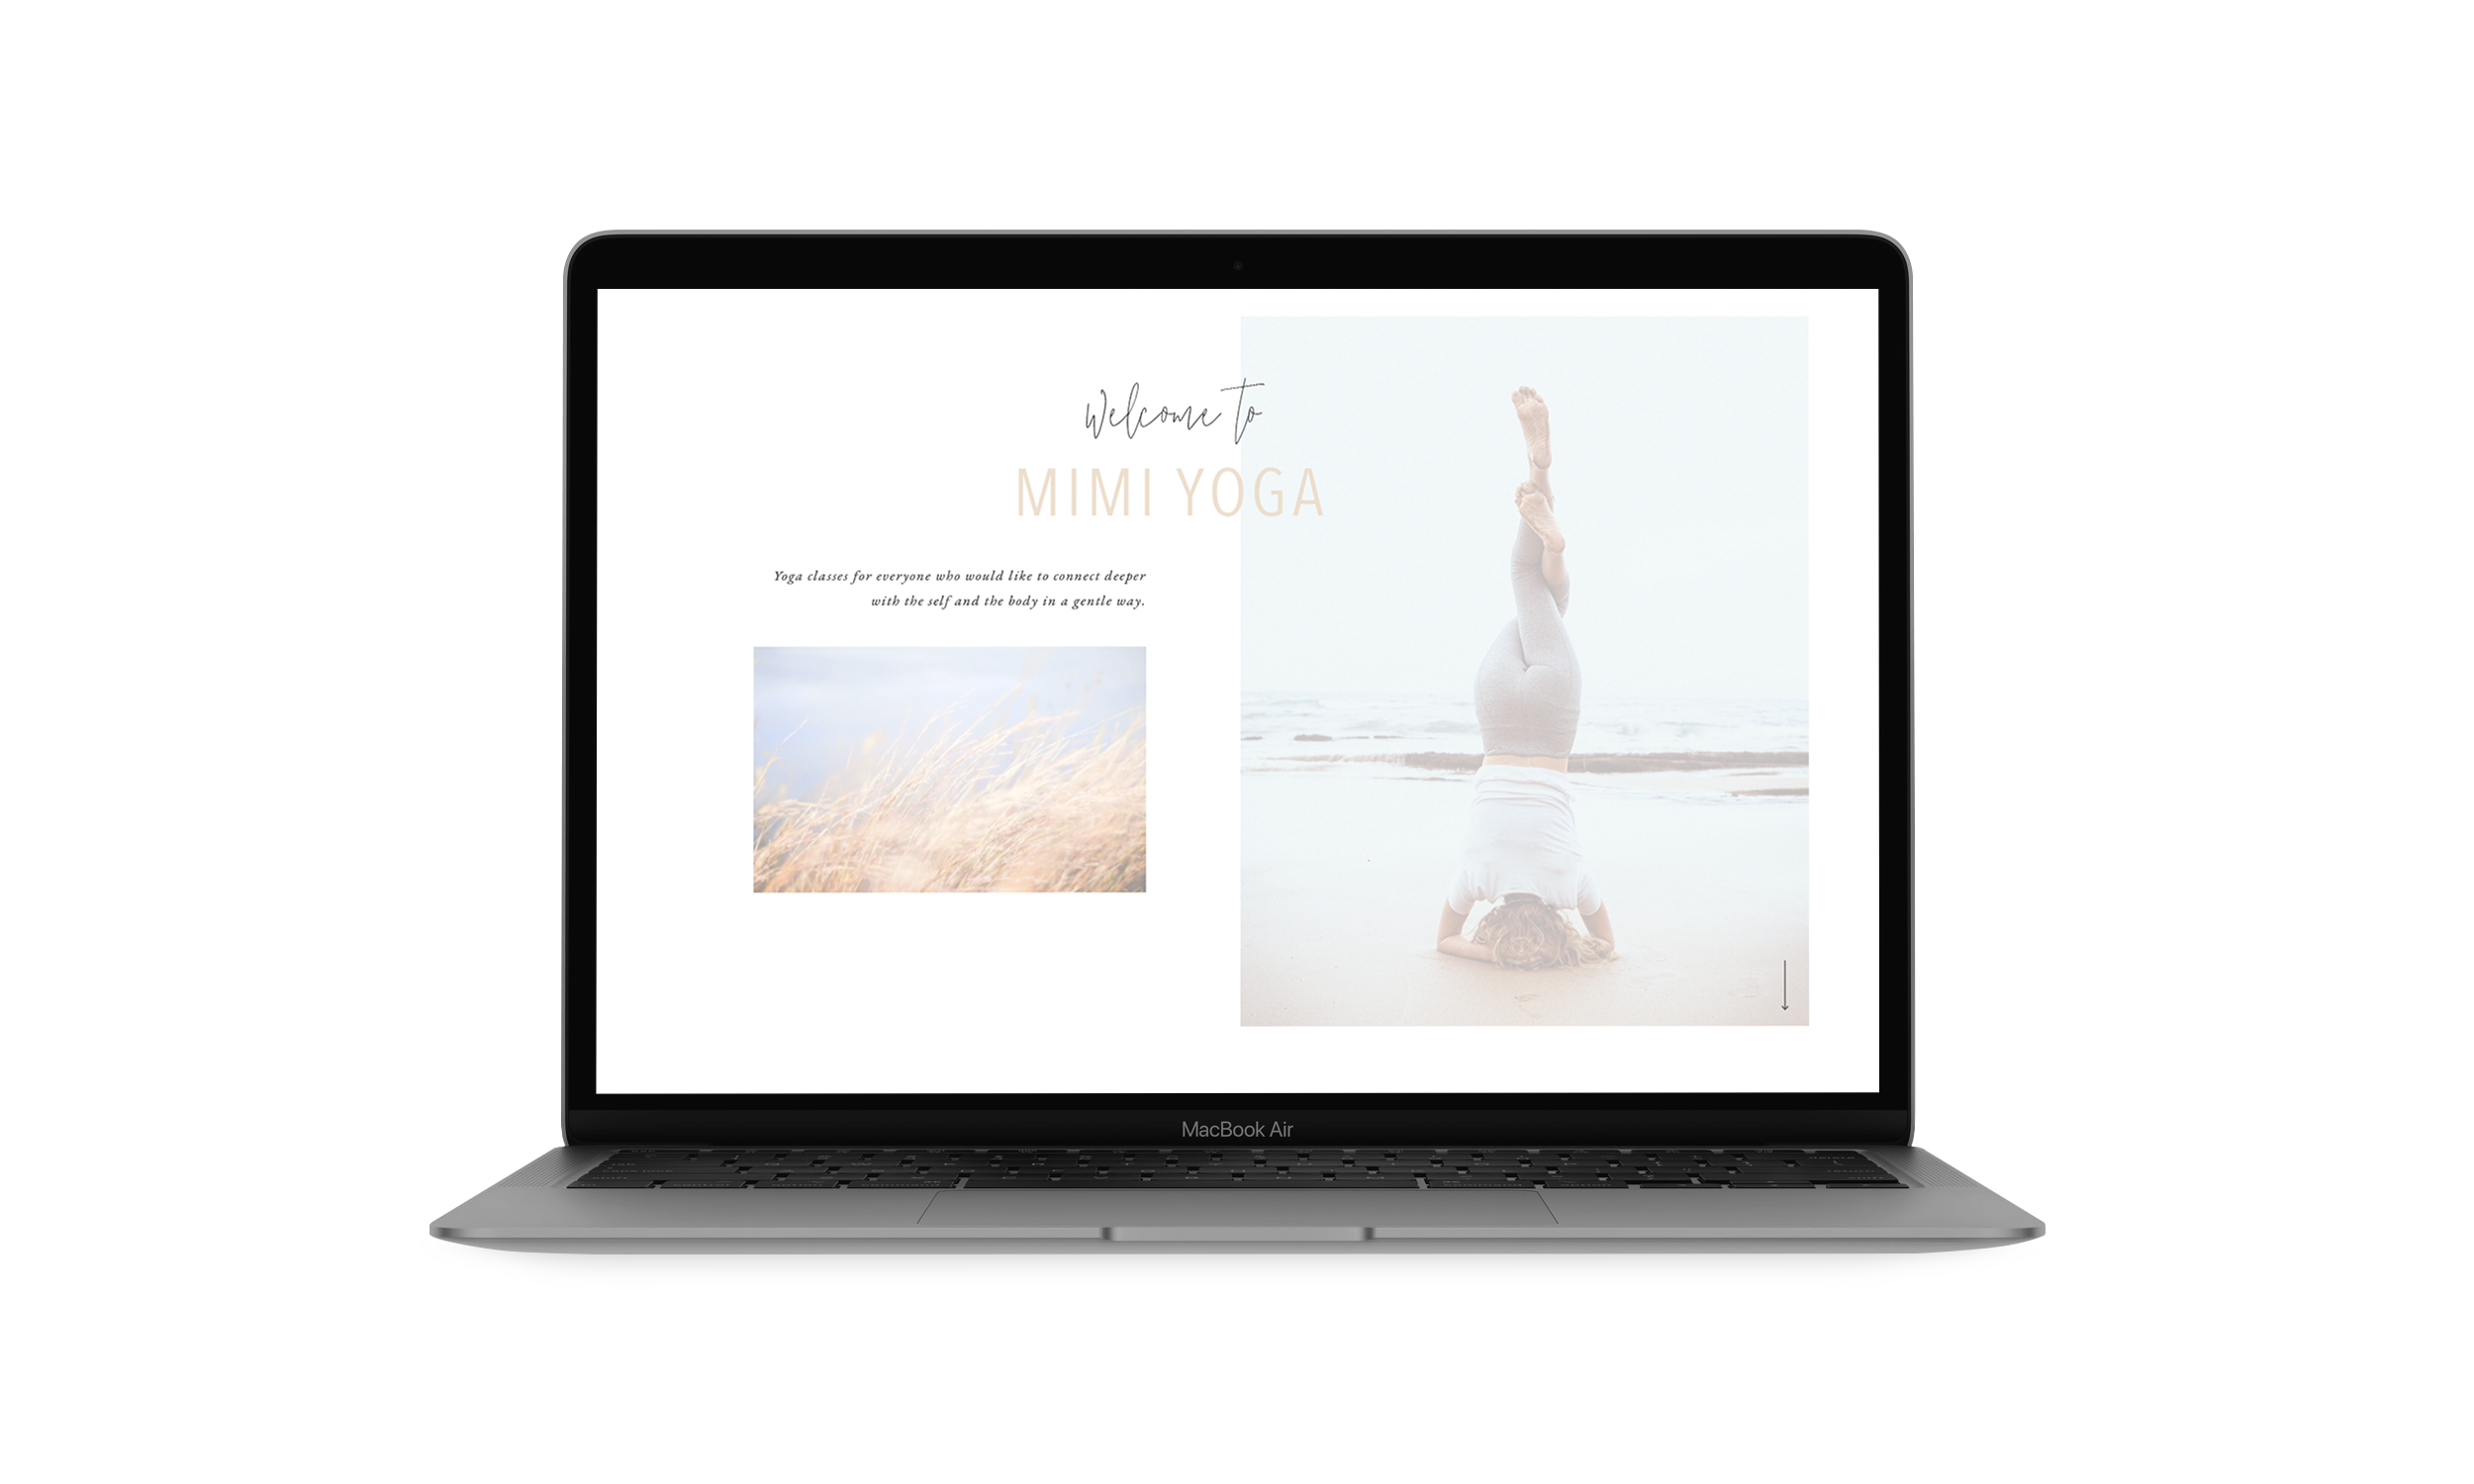 Welcome to
MIMI YOGA
Yoga classes for everyone who would like to connect deeper
with the self and the body in a gentle way.
MacBook Air